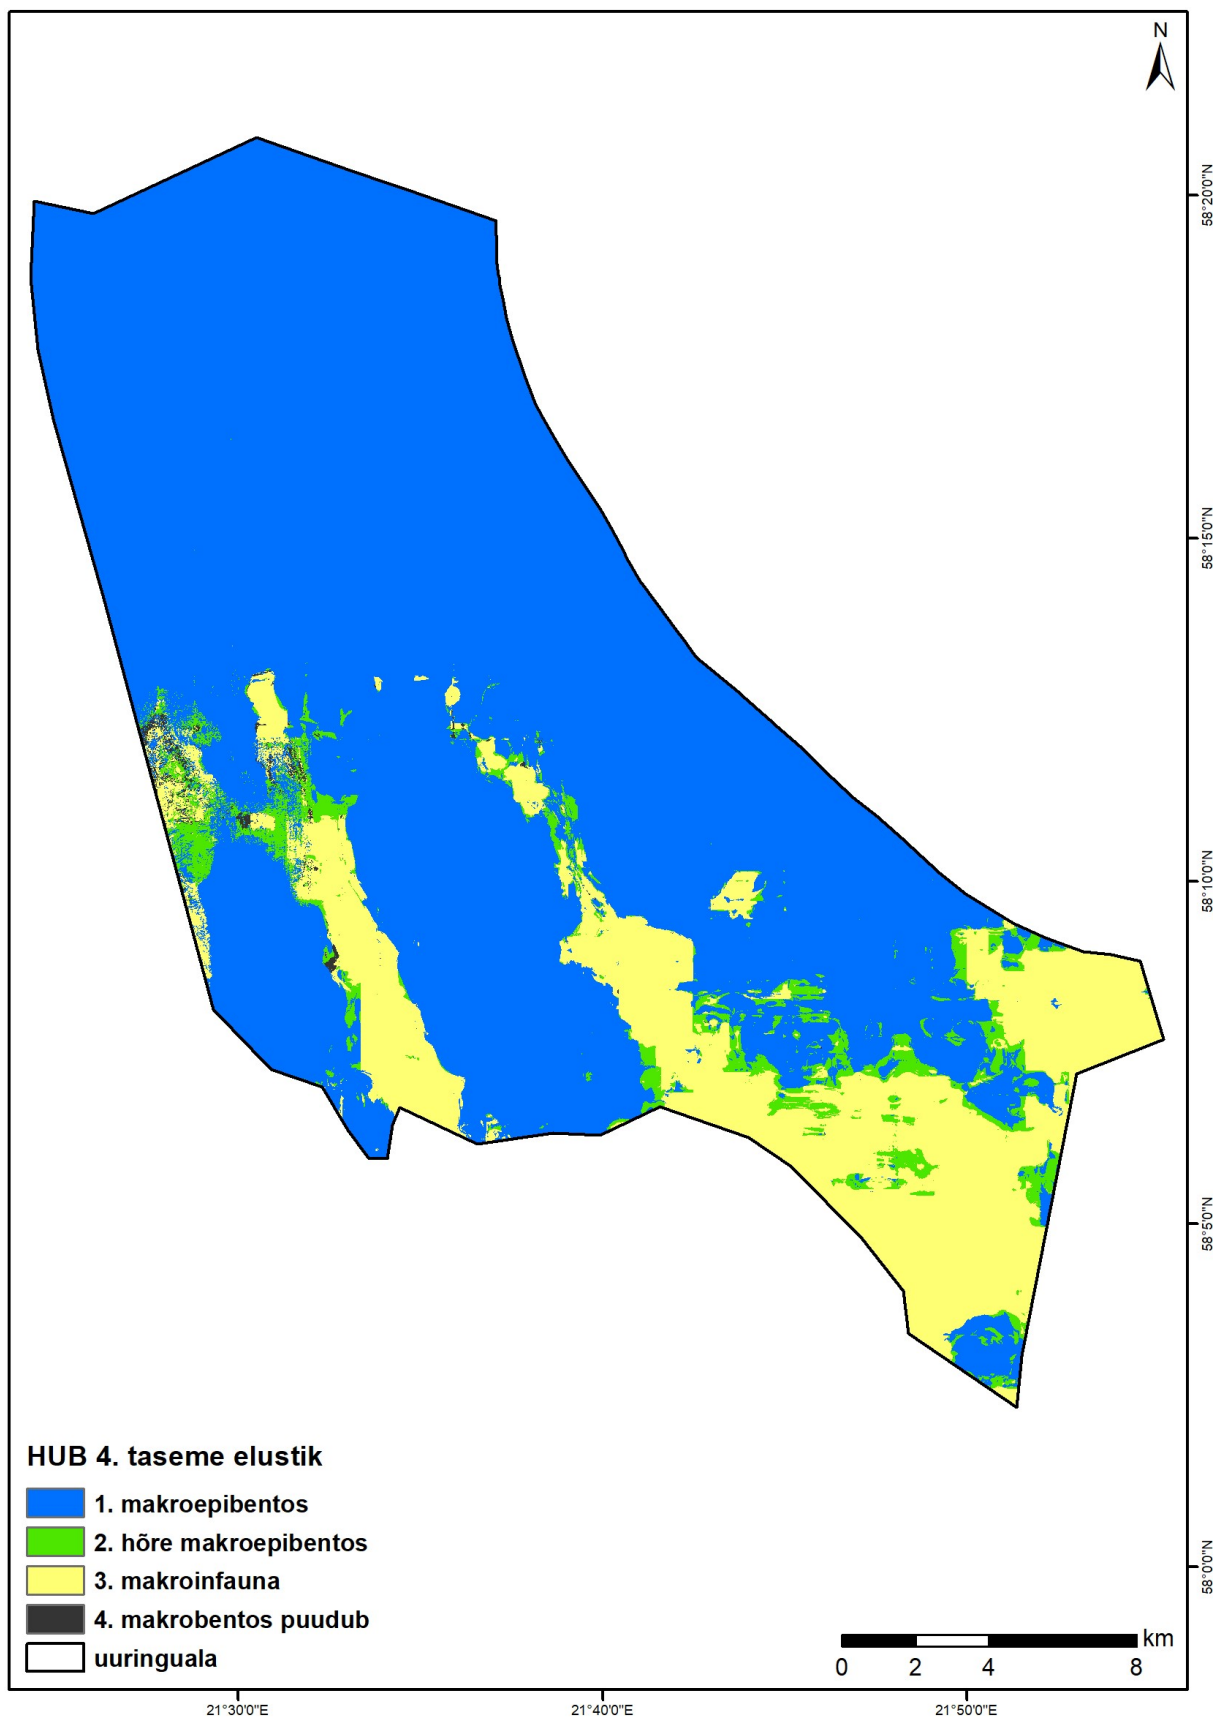 N
58°20'0"N
58°15'0"N
58°10'0"N
58°5'0"N
58°0'0"N
HUB 4. taseme elustik
1. makroepibentos
2. hõre makroepibentos
3. makroinfauna
4. makrobentos puudub
uuringuala
km
0 2 4 8
21°30'0"E 21°40'0"E 21°50'0"E